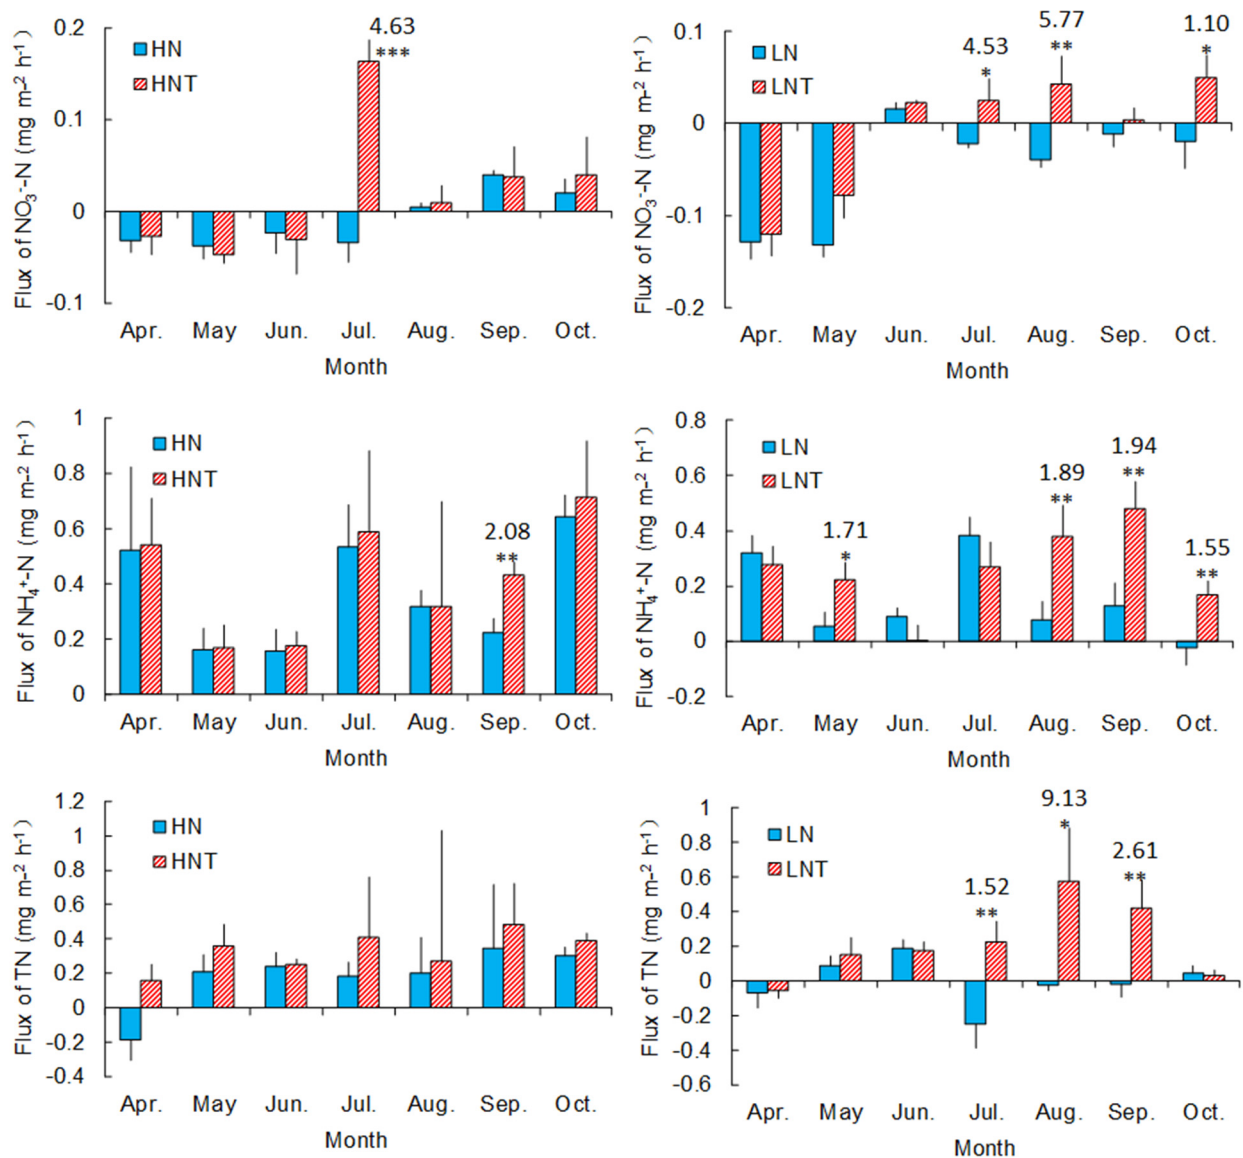 0.2
0.1
0
-0.1
Flux of NO₃⁻-N (mg m-² h-¹)
HN
HNT
4.63
***
Apr. May Jun. Jul. Aug. Sep. Oct.
Month
0.1
0
-0.1
-0.2
Flux of NO₃⁻-N (mg m-² h-¹)
LN
LNT
4.53
*
5.77
**
1.10
*
Apr. May Jun. Jul. Aug. Sep. Oct.
Month
1
0.8
0.6
0.4
0.2
0
Flux of NH₄⁺-N (mg m-² h-¹)
HN
HNT
2.08
**
Apr. May Jun. Jul. Aug. Sep. Oct.
Month
0.8
0.6
0.4
0.2
0
-0.2
Flux of NH₄⁺-N (mg m-² h-¹)
LN
LNT
1.71
*
1.89
**
1.94
**
1.55
**
Apr. May Jun. Jul. Aug. Sep. Oct.
Month
1.2
1
0.8
0.6
0.4
0.2
0
-0.2
-0.4
Flux of TN (mg m-² h-¹)
HN
HNT
Apr. May Jun. Jul. Aug. Sep. Oct.
Month
1
0.8
0.6
0.4
0.2
0
-0.2
-0.4
-0.6
Flux of TN (mg m-² h-¹)
LN
LNT
1.52
**
9.13
*
2.61
**
Apr. May Jun. Jul. Aug. Sep. Oct.
Month